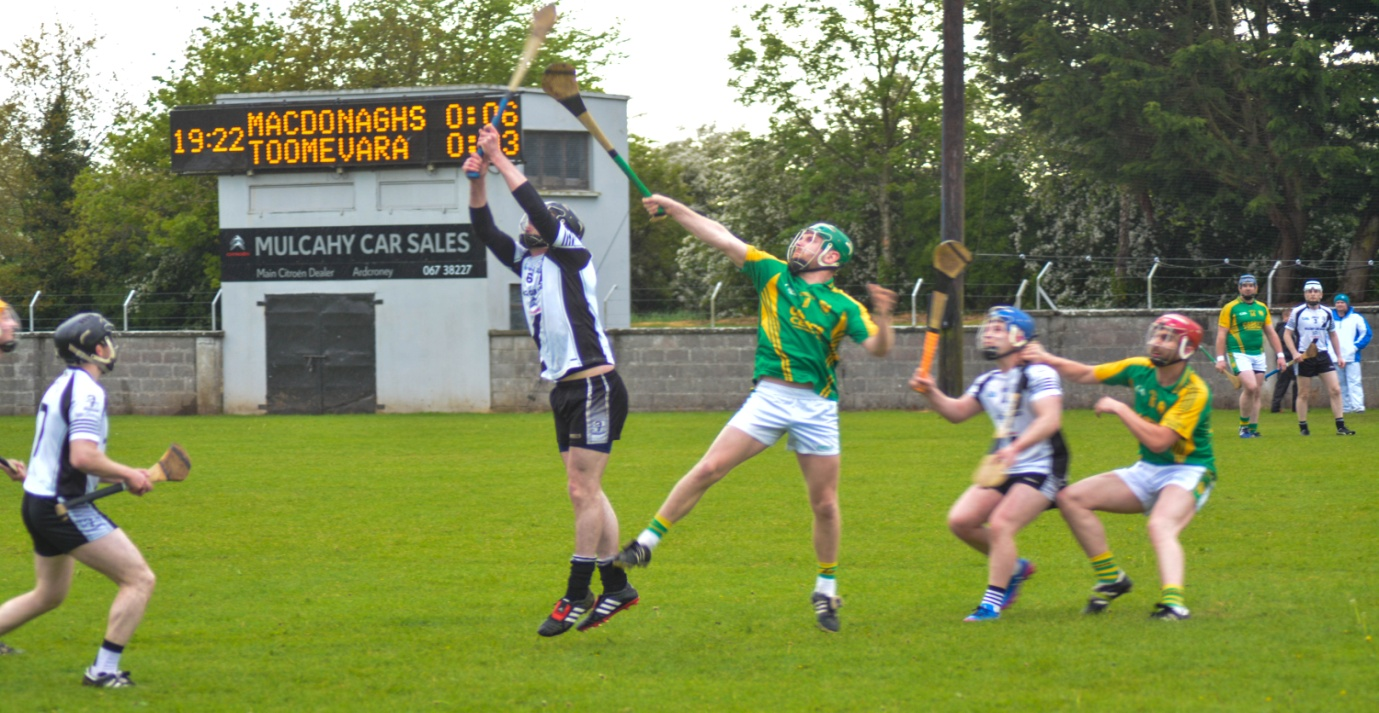 19:22 MACDONAGHS 0:06
TOOMEVARA
MULCAHY CAR SALES
Main Citroën Dealer Ardcroney 067 38227